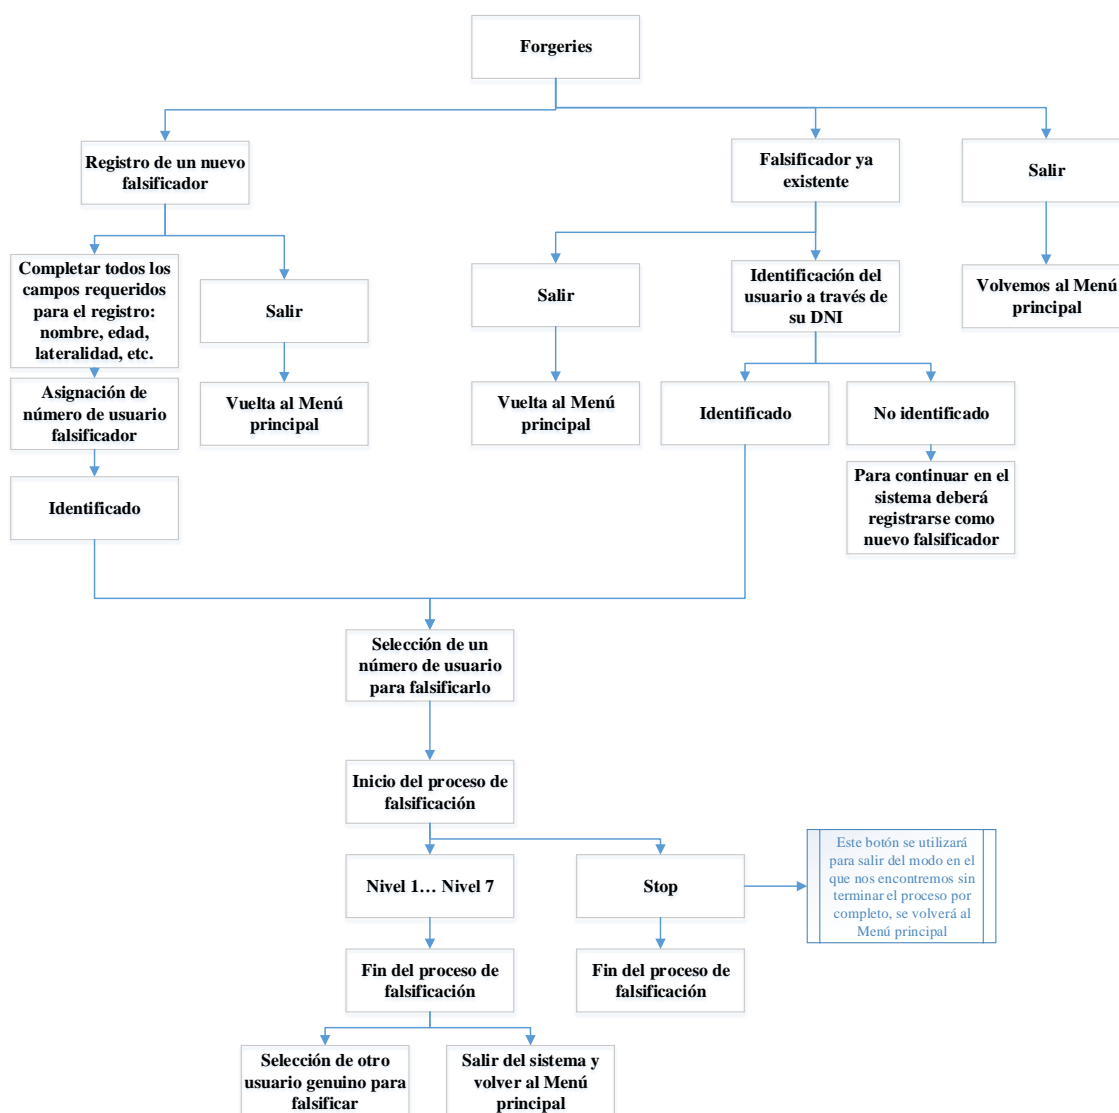 Forgeries
Registro de un nuevo
falsificador
Falsificador ya
existente
Salir
Completar todos los
campos requeridos
para el registro:
nombre, edad,
lateralidad, etc.
Salir
Salir
Identificación del
usuario a través de
su DNI
Volvemos al Menú
principal
Asignación de
número de usuario
falsificador
Vuelta al Menú
principal
Vuelta al Menú
principal
Identificado
No identificado
Identificado
Para continuar en el
sistema deberá
registrarse como
nuevo falsificador
Selección de un
número de usuario
para falsificarlo
Inicio del proceso de
falsificación
Nivel 1… Nivel 7
Stop
Este botón se utilizará
para salir del modo en el
que nos encontremos sin
terminar el proceso por
completo, se volverá al
Menú principal
Fin del proceso de
falsificación
Fin del proceso de
falsificación
Selección de otro
usuario genuino para
falsificar
Salir del sistema y
volver al Menú
principal